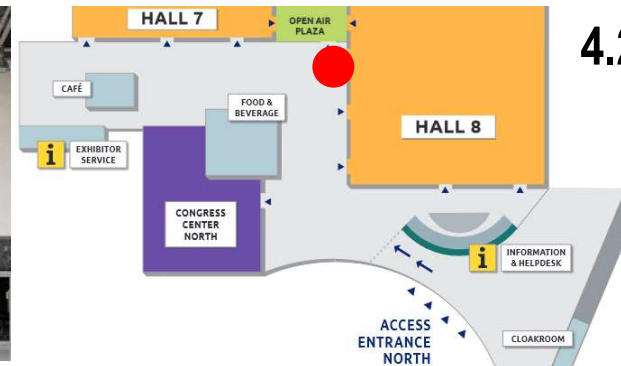 HALL 7
OPEN AIR
PLAZA
4.2
CAFÉ
FOOD &
BEVERAGE
HALL 8
i
EXHIBITOR
SERVICE
CONGRESS
CENTER
NORTH
i
INFORMATION
& HELPDESK
ACCESS
ENTRANCE
NORTH
CLOAKROOM